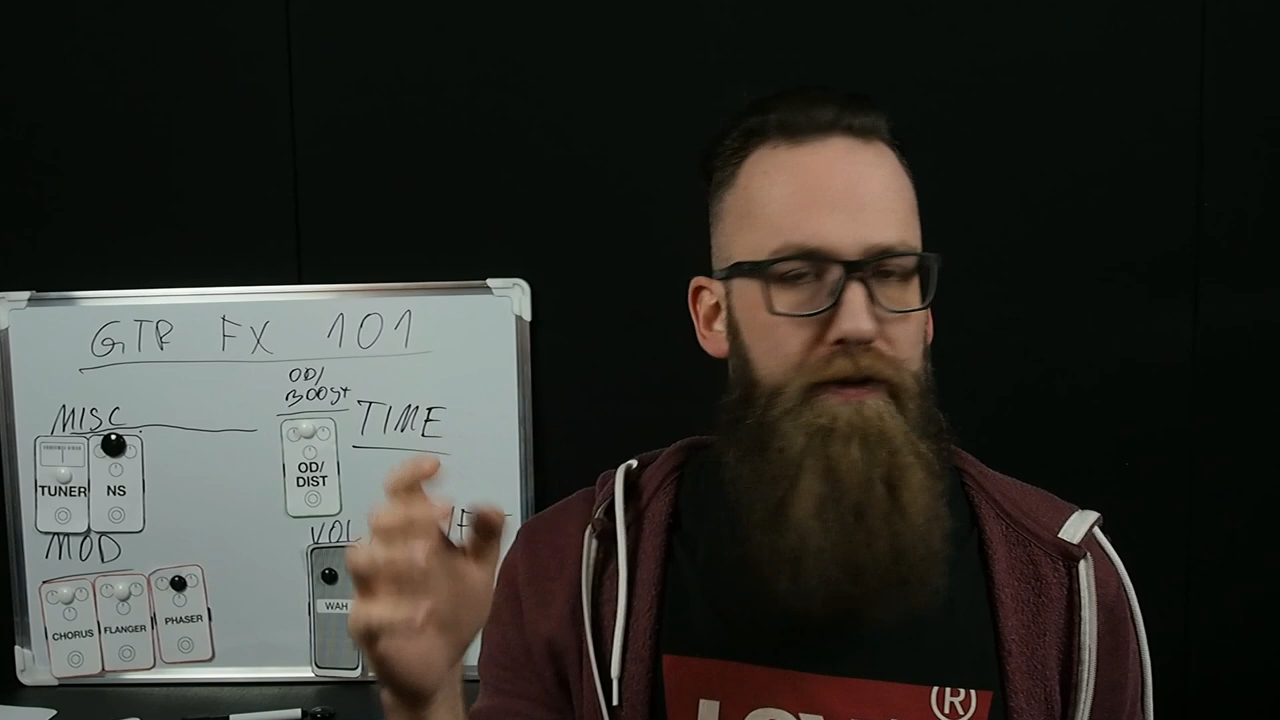 GTR FX 101
MISC
OD/
BOOST
TIME
TUNER
NS
OD/
DIST
MOD
VOL
WAH
CHORUS
FLANGER
PHASER
®